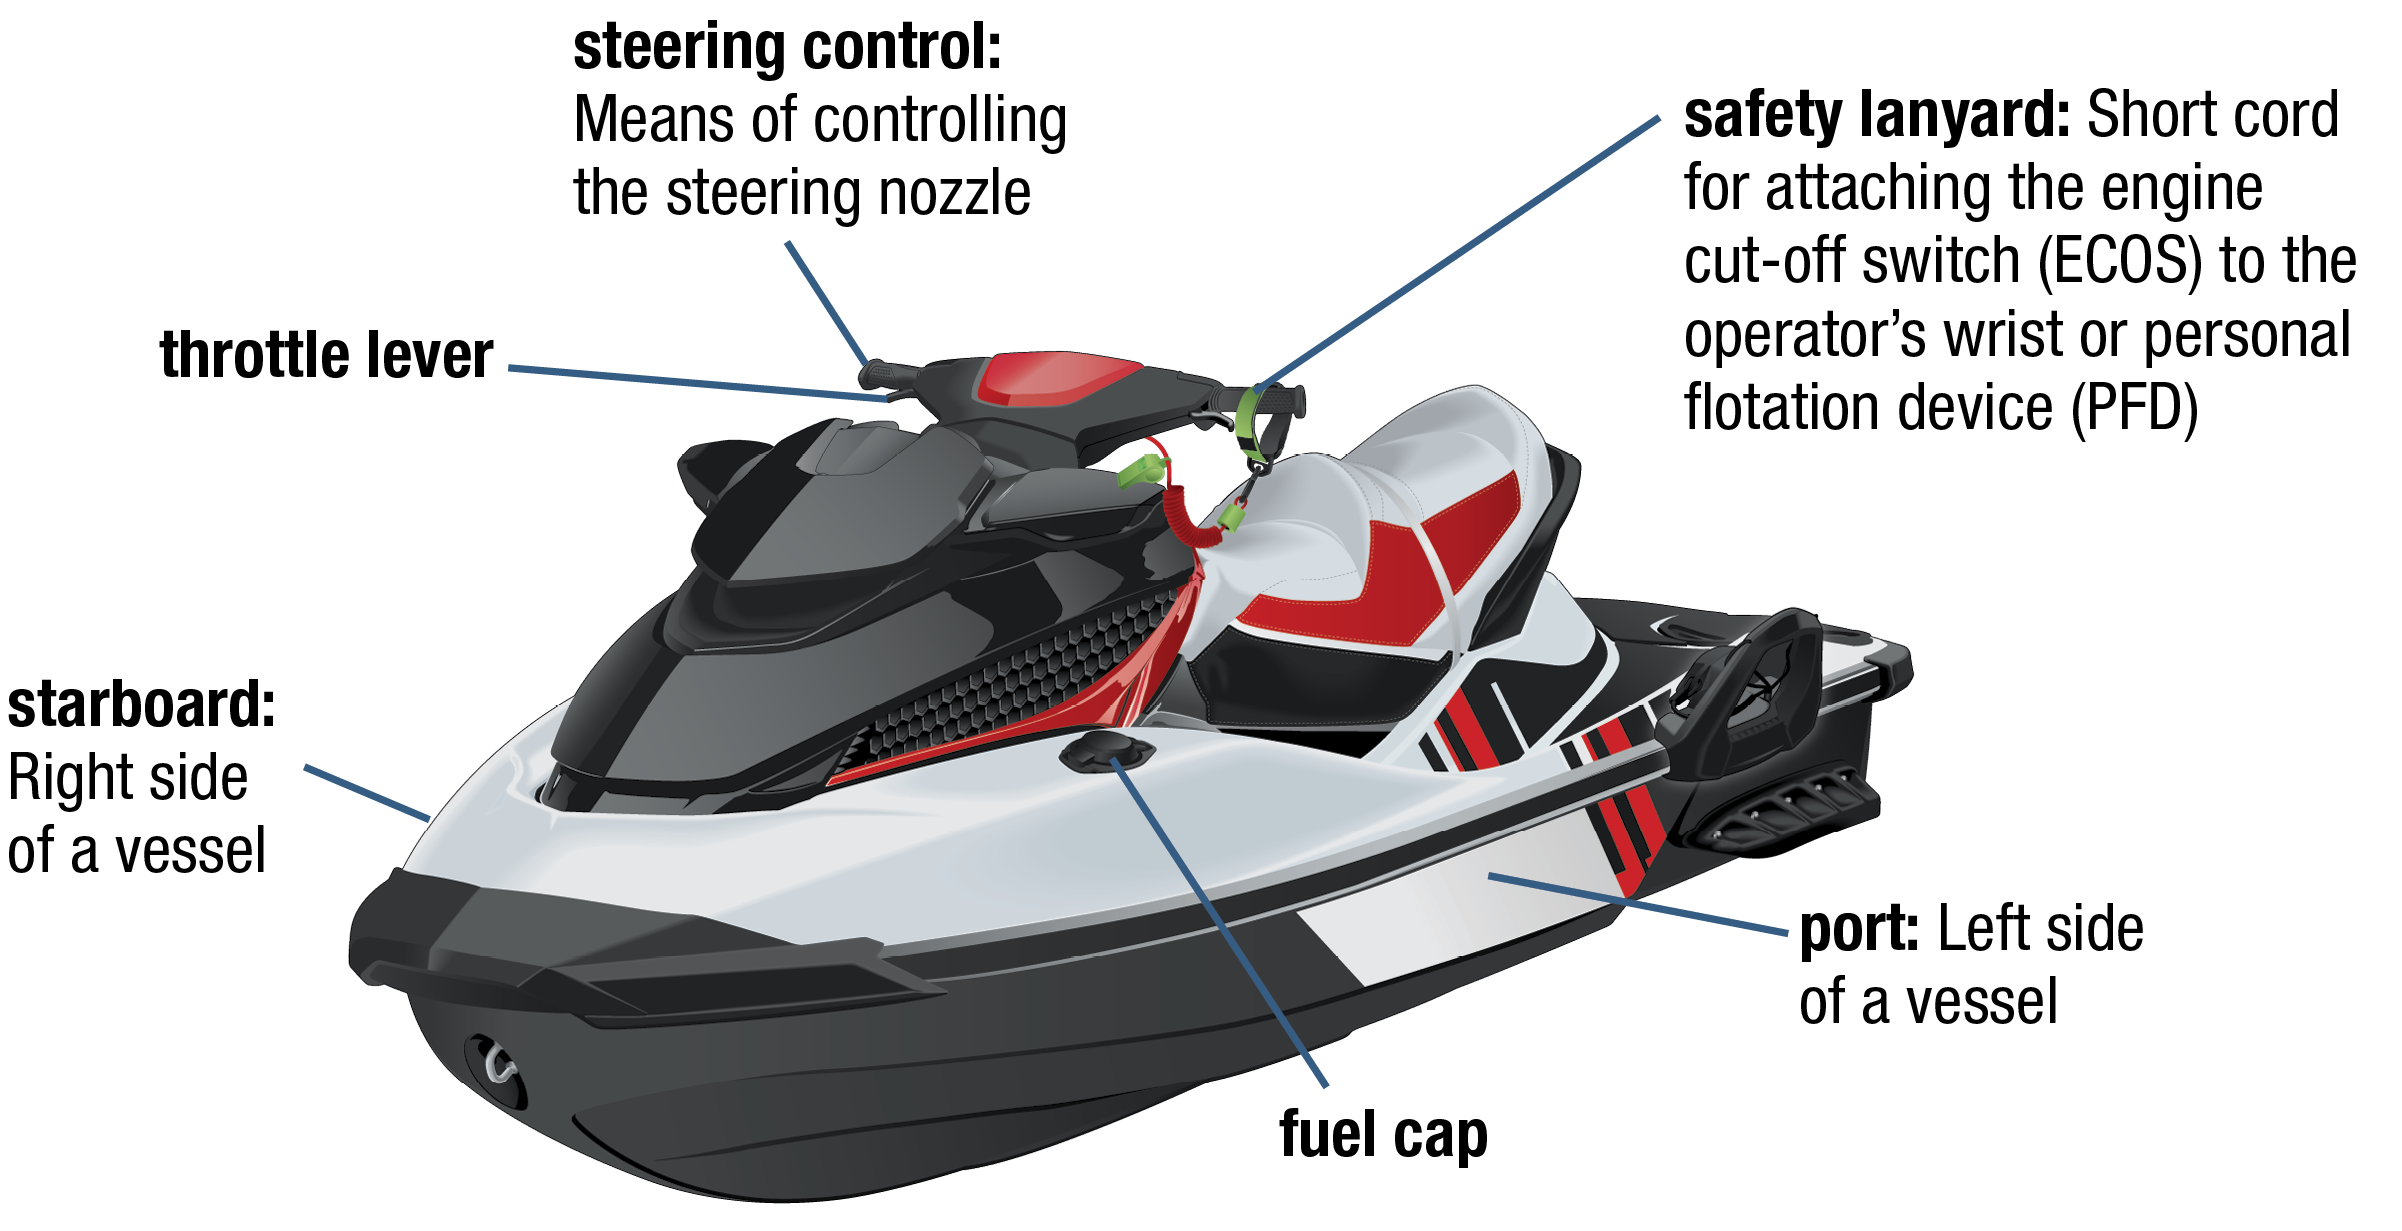 steering control:
Means of controlling
the steering nozzle
safety lanyard: Short cord
for attaching the engine
cut-off switch (ECOS) to the
operator’s wrist or personal
flotation device (PFD)
throttle lever
starboard:
Right side
of a vessel
port: Left side
of a vessel
fuel cap